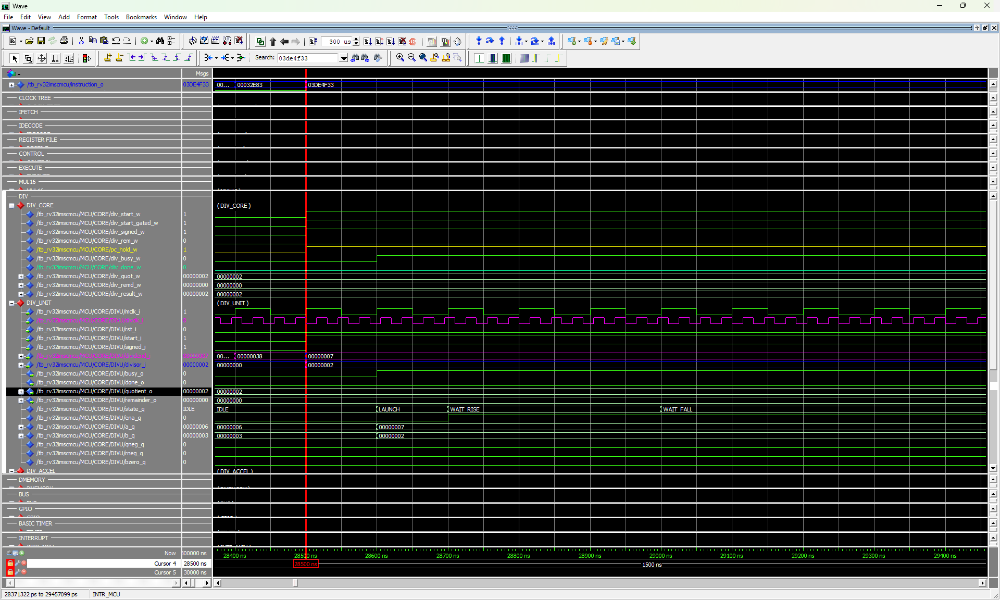 Wave
File Edit View Add Format Tools Bookmarks Window Help
Wave - Default
300 us
Search: 03de4f33
Msgs
/tb_rv32imscmcu/instruction_o 03DE4F33 00... 00032E83 03DE4F33
CLOCK TREE
IFETCH
IDECODE
REGISTER FILE
CONTROL
EXECUTE
MUL16
DIV
DIV_CORE (DIV_CORE)
/tb_rv32imscmcu/MCU/CORE/div_start_w 1
/tb_rv32imscmcu/MCU/CORE/div_start_gated_w 1
/tb_rv32imscmcu/MCU/CORE/div_signed_w 1
/tb_rv32imscmcu/MCU/CORE/div_rem_w 0
/tb_rv32imscmcu/MCU/CORE/pc_hold_w 1
/tb_rv32imscmcu/MCU/CORE/div_busy_w 0
/tb_rv32imscmcu/MCU/CORE/div_done_w 0
/tb_rv32imscmcu/MCU/CORE/div_quot_w 00000002 00000002
/tb_rv32imscmcu/MCU/CORE/div_remd_w 00000000 00000000
/tb_rv32imscmcu/MCU/CORE/div_result_w 00000002 00000002
DIV_UNIT (DIV_UNIT)
/tb_rv32imscmcu/MCU/CORE/DIVU/mclk_i 1
/tb_rv32imscmcu/MCU/CORE/DIVU/divclk_i 0
/tb_rv32imscmcu/MCU/CORE/DIVU/rst_i 0
/tb_rv32imscmcu/MCU/CORE/DIVU/start_i 1
/tb_rv32imscmcu/MCU/CORE/DIVU/signed_i 1
/tb_rv32imscmcu/MCU/CORE/DIVU/dividend_i 00000007 00... 00000038 00000007
/tb_rv32imscmcu/MCU/CORE/DIVU/divisor_i 00000002 00000000 00000002
/tb_rv32imscmcu/MCU/CORE/DIVU/busy_o 0
/tb_rv32imscmcu/MCU/CORE/DIVU/done_o 0
/tb_rv32imscmcu/MCU/CORE/DIVU/quotient_o 00000002 00000002
/tb_rv32imscmcu/MCU/CORE/DIVU/remainder_o 00000000 00000000
/tb_rv32imscmcu/MCU/CORE/DIVU/state_q IDLE IDLE LAUNCH WAIT_RISE WAIT_FALL
/tb_rv32imscmcu/MCU/CORE/DIVU/ena_q 0
/tb_rv32imscmcu/MCU/CORE/DIVU/a_q 00000006 00000006 00000007
/tb_rv32imscmcu/MCU/CORE/DIVU/b_q 00000003 00000003 00000002
/tb_rv32imscmcu/MCU/CORE/DIVU/qneg_q 0
/tb_rv32imscmcu/MCU/CORE/DIVU/rneg_q 0
/tb_rv32imscmcu/MCU/CORE/DIVU/bzero_q 0
DIV_ACCEL (DIV_ACCEL)
DMEMORY
BUS
GPIO
BASIC TIMER
INTERRUPT
Now 300000 ns 28400 ns 28500 ns 28600 ns 28700 ns 28800 ns 28900 ns 29000 ns 29100 ns 29200 ns 29300 ns 29400 ns
Cursor 4 28500 ns 28500 ns 1500 ns
Cursor 5 30000 ns
28371322 ps to 29457099 ps INTR_MCU